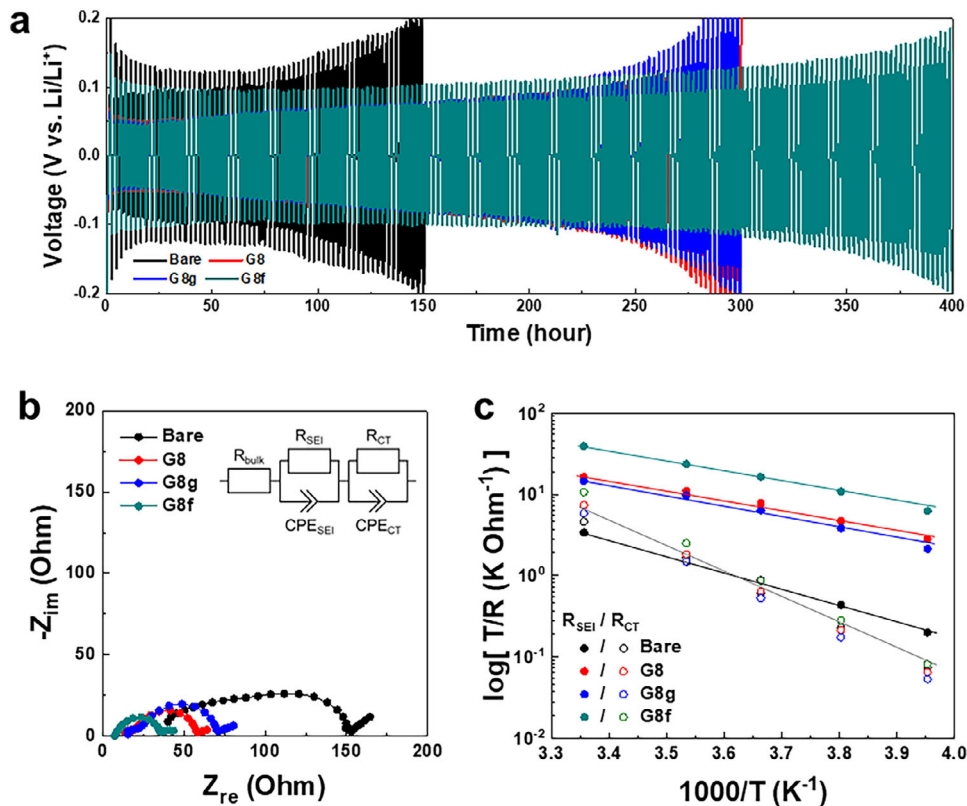 a
Voltage (V vs. Li/Li⁺)
0.2
0.1
0.0
-0.1
-0.2
Bare G8
G8g G8f
0 50 100 150 200 250 300 350 400
Time (hour)
b
-Z_im (Ohm)
200
150
100
50
0
Bare
G8
G8g
G8f
R_bulk R_SEI R_CT
CPE_SEI CPE_CT
0 50 100 150 200
Z_re (Ohm)
c
log[ T/R (K Ohm⁻¹) ]
10²
10¹
10⁰
10⁻¹
10⁻²
R_SEI / R_CT
/ Bare
/ G8
/ G8g
/ G8f
3.3 3.4 3.5 3.6 3.7 3.8 3.9 4.0
1000/T (K⁻¹)